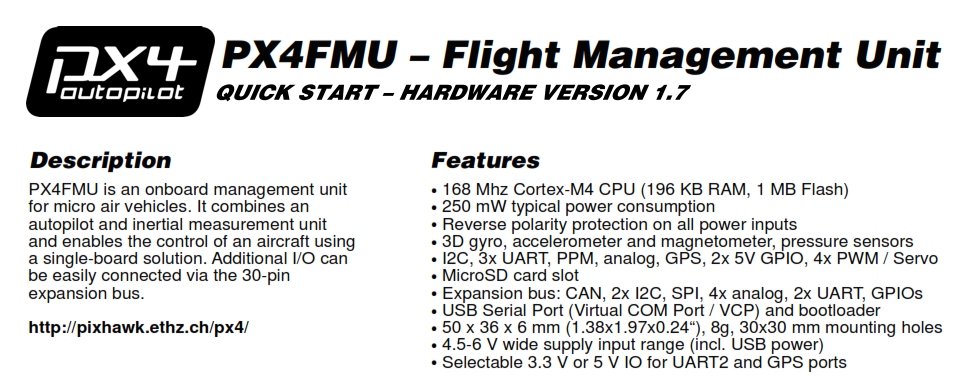 px4
autopilot
PX4FMU – Flight Management Unit
QUICK START – HARDWARE VERSION 1.7
Description
PX4FMU is an onboard management unit
for micro air vehicles. It combines an
autopilot and inertial measurement unit
and enables the control of an aircraft using
a single-board solution. Additional I/O can
be easily connected via the 30-pin
expansion bus.
http://pixhawk.ethz.ch/px4/
Features
• 168 Mhz Cortex-M4 CPU (196 KB RAM, 1 MB Flash)
• 250 mW typical power consumption
• Reverse polarity protection on all power inputs
• 3D gyro, accelerometer and magnetometer, pressure sensors
• I2C, 3x UART, PPM, analog, GPS, 2x 5V GPIO, 4x PWM / Servo
• MicroSD card slot
• Expansion bus: CAN, 2x I2C, SPI, 4x analog, 2x UART, GPIOs
• USB Serial Port (Virtual COM Port / VCP) and bootloader
• 50 x 36 x 6 mm (1.38x1.97x0.24“), 8g, 30x30 mm mounting holes
• 4.5-6 V wide supply input range (incl. USB power)
• Selectable 3.3 V or 5 V IO for UART2 and GPS ports